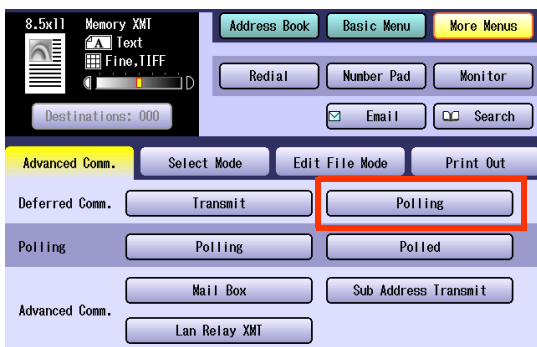 8.5x11 Memory XMT Address Book Basic Menu More Menus
A Text
Fine,TIFF
D Redial Number Pad Monitor
Destinations: 000 Email Search
Advanced Comm. Select Mode Edit File Mode Print Out
Deferred Comm. Transmit Polling
Polling Polling Polled
Mail Box Sub Address Transmit
Advanced Comm.
Lan Relay XMT